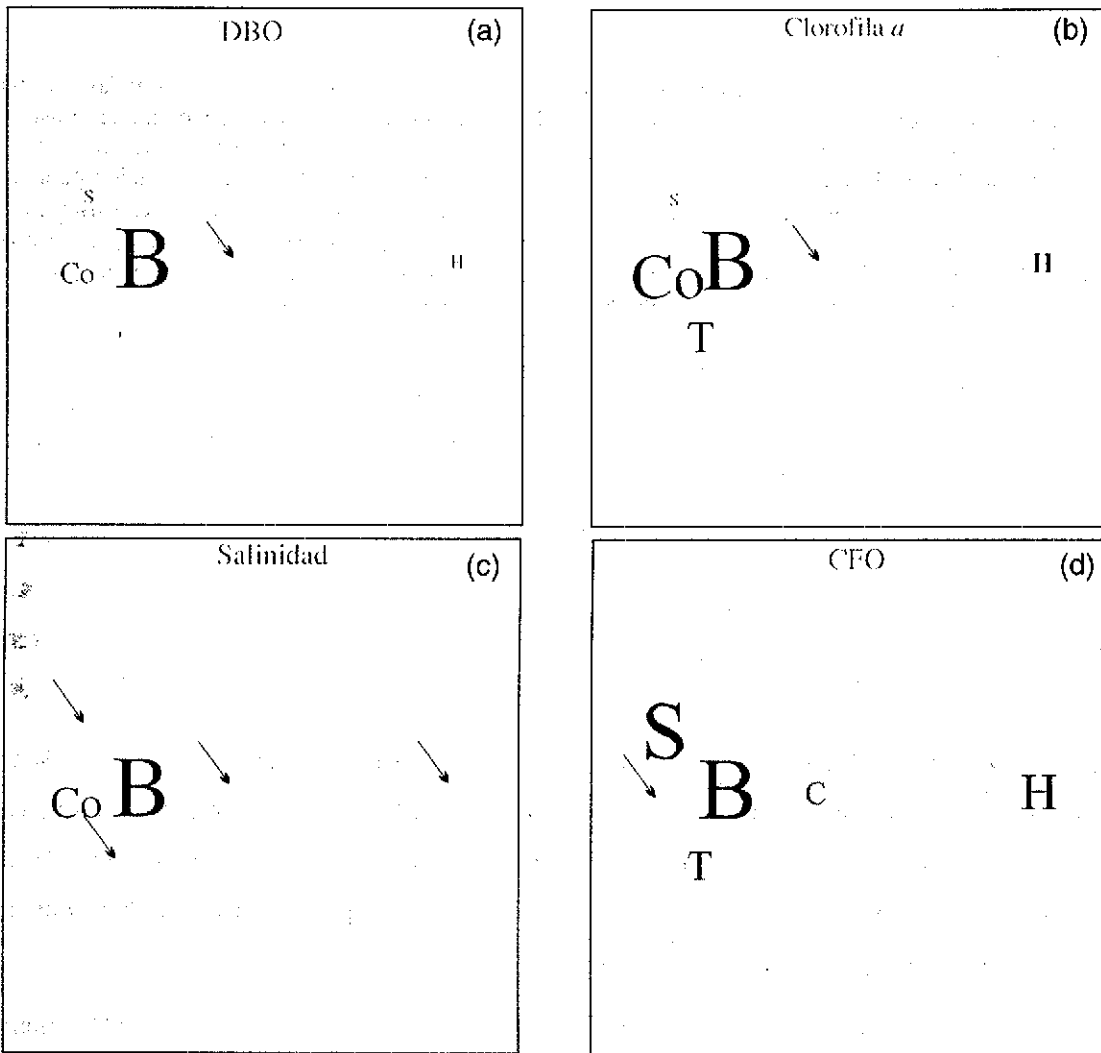 DBO (a)
S
B
Co H
Clorofila a (b)
S
B
Co H
T
Salinidad (c)
B
Co
CFO (d)
S
B C H
T